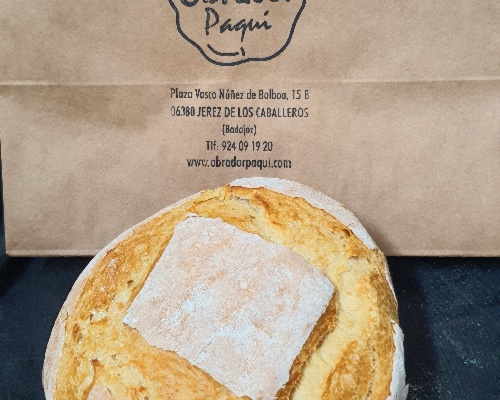 Obrador
Paqui
Plaza Vasco Núñez de Balboa, 15 B
06380 JEREZ DE LOS CABALLEROS
(Badajoz)
Tlf: 924 09 19 20
www.obradorpaqui.com